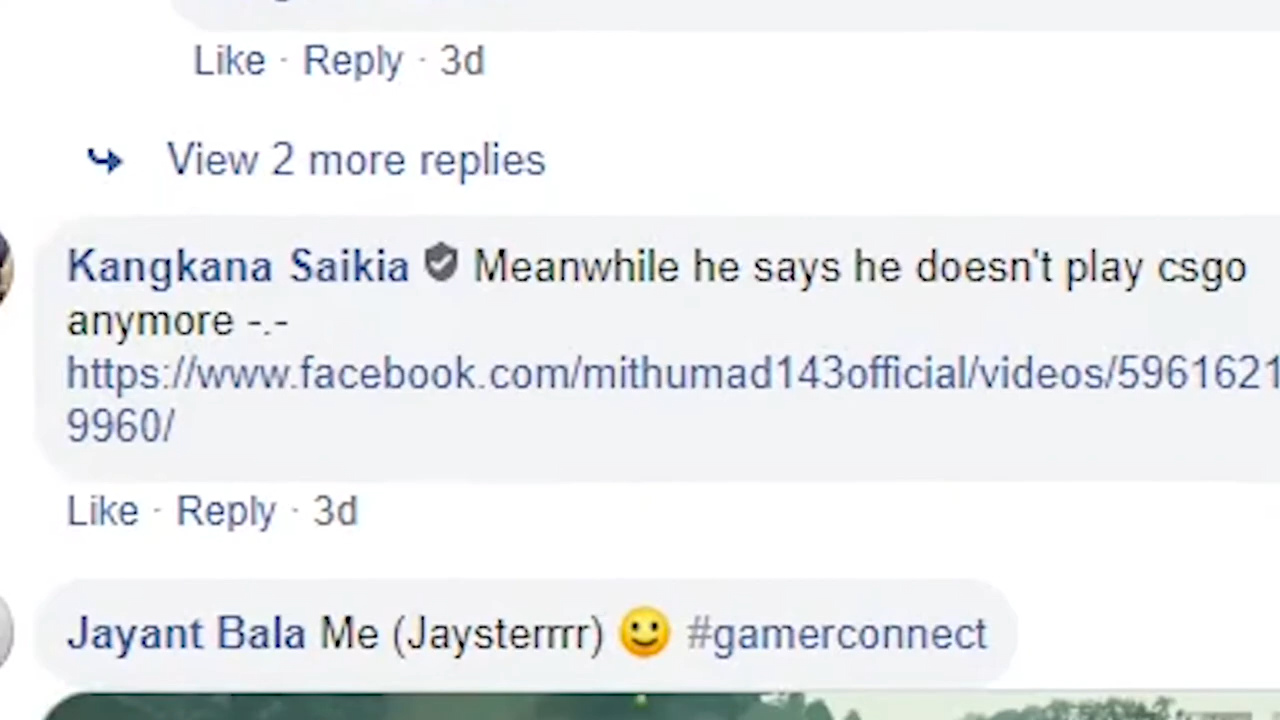 Like · Reply · 3d
View 2 more replies
Kangkana Saikia Meanwhile he says he doesn't play csgo
anymore -.-
https://www.facebook.com/mithumad143official/videos/5961621
9960/
Like · Reply · 3d
Jayant Bala Me (Jaysterrrr) #gamerconnect